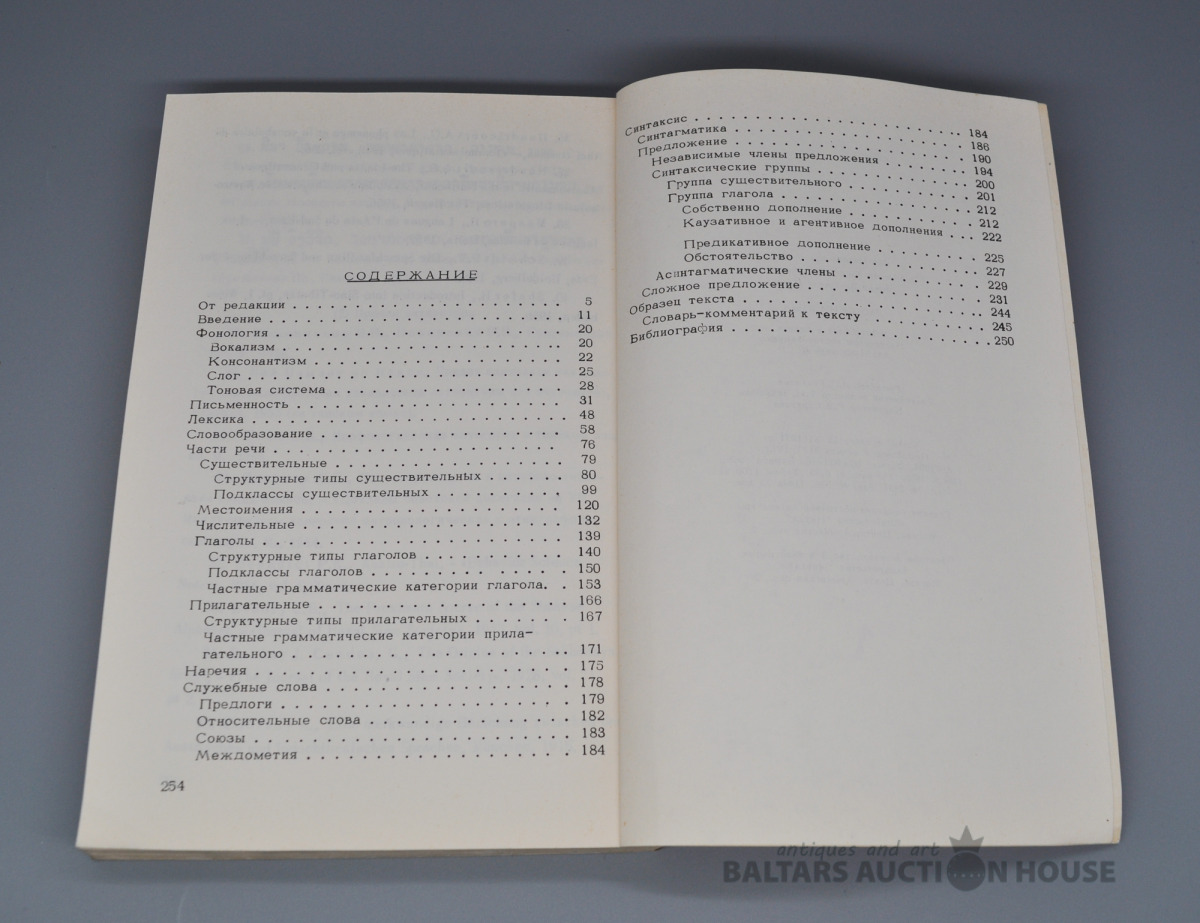 СОДЕРЖАНИЕ
От редакции . . . . . . . . . . . . . . . . . . . . 5
Введение . . . . . . . . . . . . . . . . . . . . . 11
Фонология . . . . . . . . . . . . . . . . . . . . 20
Вокализм . . . . . . . . . . . . . . . . . . . . 20
Консонантизм . . . . . . . . . . . . . . . . . . 22
Слог . . . . . . . . . . . . . . . . . . . . . . 25
Тоновая система . . . . . . . . . . . . . . . . 28
Письменность . . . . . . . . . . . . . . . . . . 31
Лексика . . . . . . . . . . . . . . . . . . . . . 48
Словообразование . . . . . . . . . . . . . . . . 58
Части речи . . . . . . . . . . . . . . . . . . . 76
Существительные . . . . . . . . . . . . . . . . 79
Структурные типы существительных . . . . . . 80
Подклассы существительных . . . . . . . . . 99
Местоимения . . . . . . . . . . . . . . . . . . 120
Числительные . . . . . . . . . . . . . . . . . . 132
Глаголы . . . . . . . . . . . . . . . . . . . . 139
Структурные типы глаголов . . . . . . . . . . 140
Подклассы глаголов . . . . . . . . . . . . . 150
Частные грамматические категории глагола. . 153
Прилагательные . . . . . . . . . . . . . . . . . 166
Структурные типы прилагательных . . . . . . . 167
Частные грамматические категории прила-
гательного . . . . . . . . . . . . . . . . . . . 171
Наречия . . . . . . . . . . . . . . . . . . . . . 175
Служебные слова . . . . . . . . . . . . . . . . . 178
Предлоги . . . . . . . . . . . . . . . . . . . . 179
Относительные слова . . . . . . . . . . . . . . 182
Союзы . . . . . . . . . . . . . . . . . . . . . . 183
Междометия . . . . . . . . . . . . . . . . . . . 184
254
Синтаксис . . . . . . . . . . . . . . . . . . . . 184
Синтагматика . . . . . . . . . . . . . . . . . . 186
Предложение . . . . . . . . . . . . . . . . . . . 190
Независимые члены предложения . . . . . . . 194
Синтаксические группы . . . . . . . . . . . . 200
Группа существительного . . . . . . . . . . 201
Группа глагола . . . . . . . . . . . . . . . 212
Собственно дополнение . . . . . . . . . . 212
Каузативное и агентивное дополнения . . . 222
Предикативное дополнение . . . . . . . . 225
Обстоятельство . . . . . . . . . . . . . . 227
Асинтагматические члены . . . . . . . . . . . 229
Сложное предложение . . . . . . . . . . . . . 231
Образец текста . . . . . . . . . . . . . . . . . . 244
Словарь-комментарий к тексту . . . . . . . . . 245
Библиография . . . . . . . . . . . . . . . . . . . 250
antiques and art
BALTARS AUCTION HOUSE